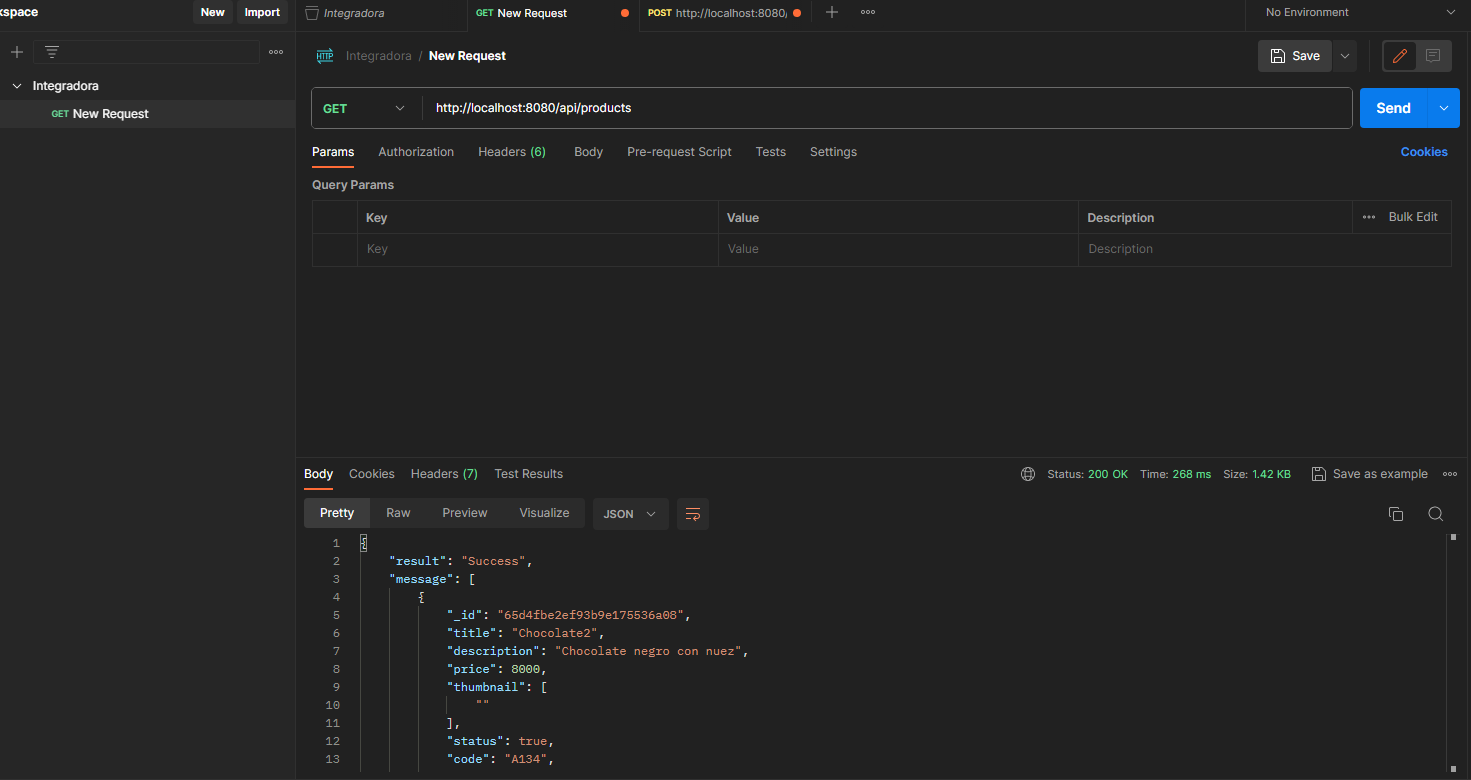 kspace New Import Integradora GET New Request POST http://localhost:8080/ No Environment
Integradora / New Request Save
Integradora
GET New Request
GET http://localhost:8080/api/products Send
Params Authorization Headers (6) Body Pre-request Script Tests Settings Cookies
Query Params
Key Value Description Bulk Edit
Key Value Description
Body Cookies Headers (7) Test Results Status: 200 OK Time: 268 ms Size: 1.42 KB Save as example
Pretty Raw Preview Visualize JSON
1 {
2 "result": "Success",
3 "message": [
4 {
5 "_id": "65d4fbe2ef93b9e175536a08",
6 "title": "Chocolate2",
7 "description": "Chocolate negro con nuez",
8 "price": 8000,
9 "thumbnail": [
10 ""
11 ],
12 "status": true,
13 "code": "A134",